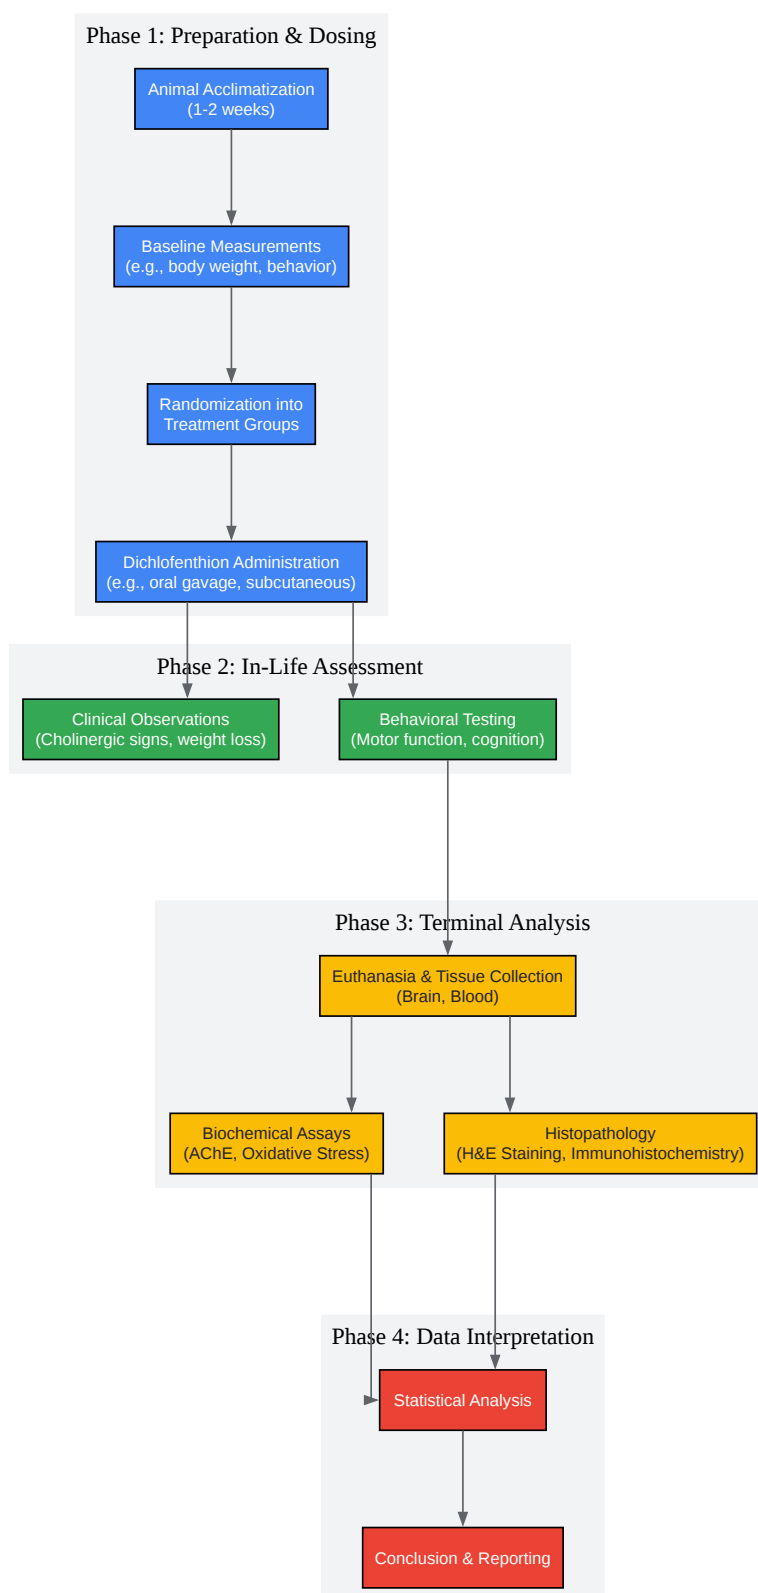 Phase 1: Preparation & Dosing
Animal Acclimatization
(1-2 weeks)
Baseline Measurements
(e.g., body weight, behavior)
Randomization into
Treatment Groups
Dichlofenthion Administration
(e.g., oral gavage, subcutaneous)
Phase 2: In-Life Assessment
Clinical Observations
(Cholinergic signs, weight loss)
Behavioral Testing
(Motor function, cognition)
Phase 3: Terminal Analysis
Euthanasia & Tissue Collection
(Brain, Blood)
Biochemical Assays
(AChE, Oxidative Stress)
Histopathology
(H&E Staining, Immunohistochemistry)
Phase 4: Data Interpretation
Statistical Analysis
Conclusion & Reporting